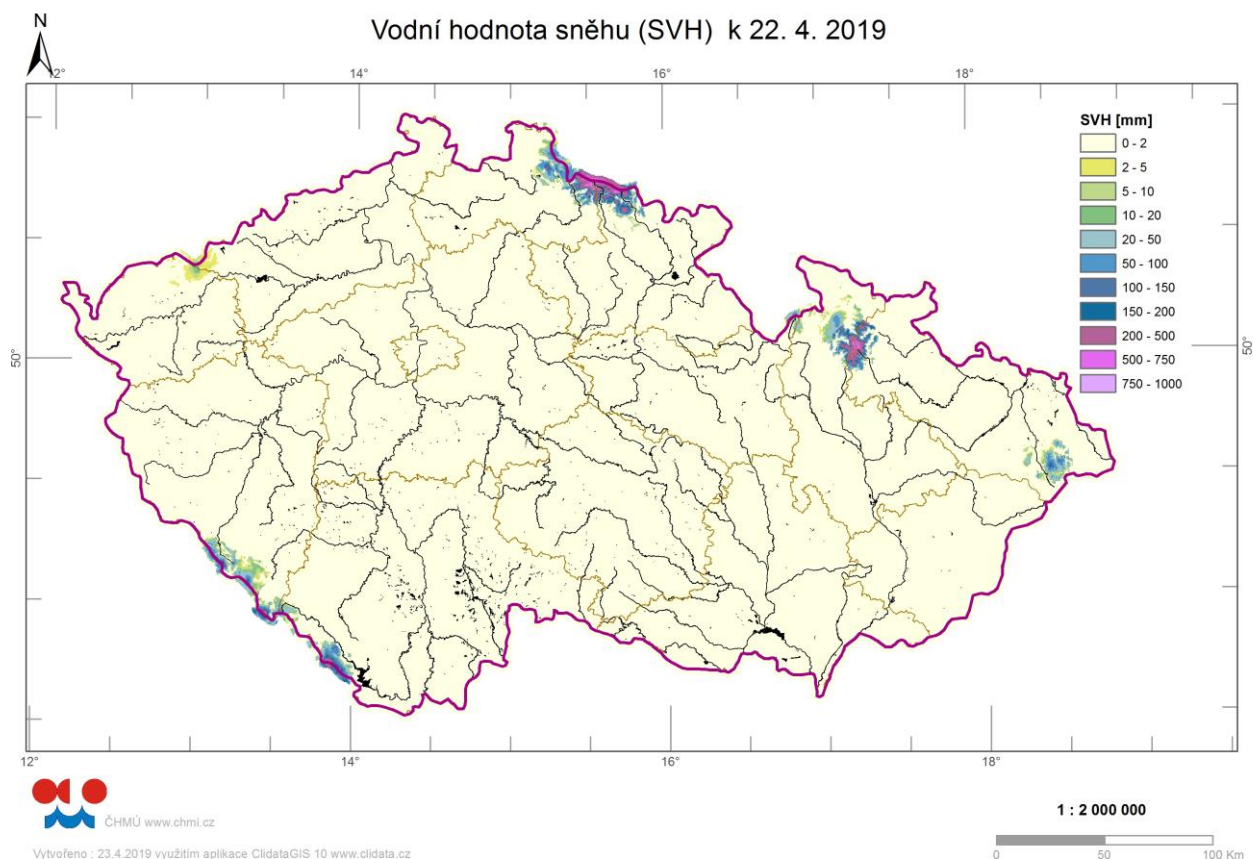 N
Vodní hodnota sněhu (SVH) k 22. 4. 2019
12° 14° 16° 18°
SVH [mm]
0 - 2
2 - 5
5 - 10
10 - 20
20 - 50
50 - 100
100 - 150
150 - 200
200 - 500
500 - 750
750 - 1000
50° 50°
12° 14° 16° 18°
ČHMÚ www.chmi.cz
1 : 2 000 000
Vytvořeno : 23.4.2019 využitím aplikace ClidataGIS 10 www.clidata.cz
0 50 100 Km